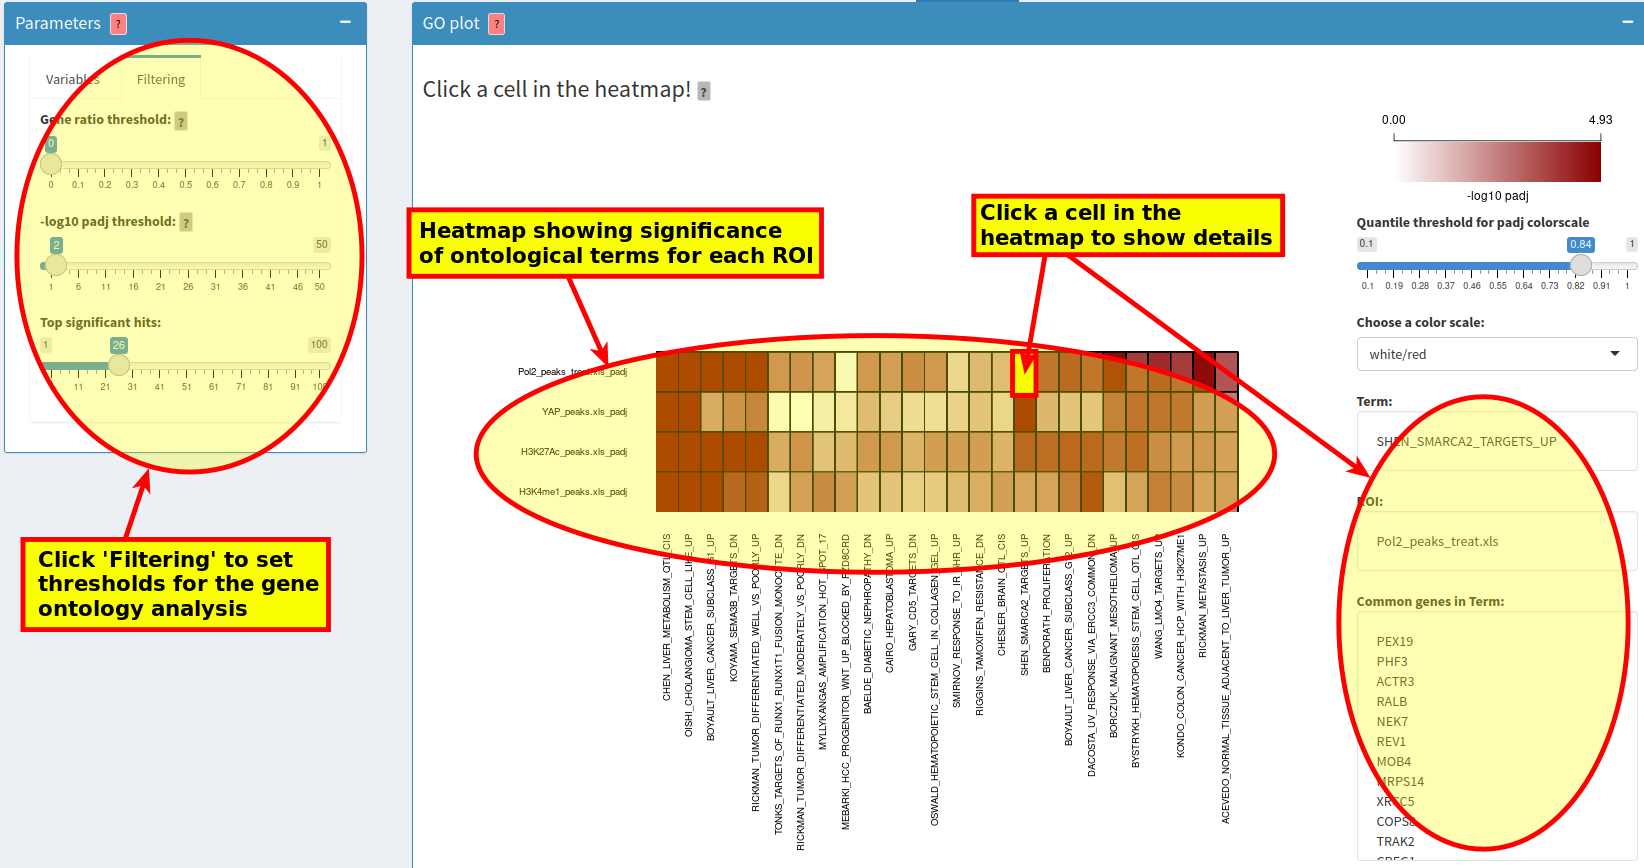 Parameters ?
Variables Filtering
Gene ratio threshold: ?
0 1
0 0.1 0.2 0.3 0.4 0.5 0.6 0.7 0.8 0.9 1
-log10 padj threshold: ?
2 50
1 6 11 16 21 26 31 36 41 46 50
Top significant hits:
1 26 100
11 21 31 41 51 61 71 81 91 100
Click 'Filtering' to set
thresholds for the gene
ontology analysis
GO plot ?
Click a cell in the heatmap! ?
Heatmap showing significance
of ontological terms for each ROI
Click a cell in the
heatmap to show details
Pol2_peaks_treat.xls_padj
YAP_peaks.xls_padj
H3K27Ac_peaks.xls_padj
H3K4me1_peaks.xls_padj
CHEN_LIVER_METABOLISM_QTL_CIS
OISHI_CHOLANGIOMA_STEM_CELL_LIKE_UP
BOYAULT_LIVER_CANCER_SUBCLASS_G1_UP
KOYAMA_SEMA3B_TARGETS_DN
RICKMAN_TUMOR_DIFFERENTIATED_WELL_VS_POORLY_UP
TONKS_TARGETS_OF_RUNX1_RUNX1T1_FUSION_MONOCYTE_DN
RICKMAN_TUMOR_DIFFERENTIATED_MODERATELY_VS_POORLY_DN
MYLLYKANGAS_AMPLIFICATION_HOT_SPOT_17
MEBARKI_HCC_PROGENITOR_WNT_UP_BLOCKED_BY_FZD8CRD
BAELDE_DIABETIC_NEPHROPATHY_DN
CAIRO_HEPATOBLASTOMA_UP
GARY_CD5_TARGETS_DN
OSWALD_HEMATOPOIETIC_STEM_CELL_IN_COLLAGEN_GEL_UP
SMIRNOV_RESPONSE_TO_IR_6HR_UP
RIGGINS_TAMOXIFEN_RESISTANCE_DN
CHESLER_BRAIN_QTL_CIS
SHEN_SMARCA2_TARGETS_UP
BENPORATH_PROLIFERATION
BOYAULT_LIVER_CANCER_SUBCLASS_G12_UP
DACOSTA_UV_RESPONSE_VIA_ERCC3_COMMON_DN
BORCZUK_MALIGNANT_MESOTHELIOMA_UP
BYSTRYKH_HEMATOPOIESIS_STEM_CELL_QTL_CIS
WANG_LMO4_TARGETS_UP
KONDO_COLON_CANCER_HCP_WITH_H3K27ME1
RICKMAN_METASTASIS_UP
ACEVEDO_NORMAL_TISSUE_ADJACENT_TO_LIVER_TUMOR_UP
0.00 4.93
-log10 padj
Quantile threshold for padj colorscale
0.1 0.84 1
0.1 0.19 0.28 0.37 0.46 0.55 0.64 0.73 0.82 0.91 1
Choose a color scale:
white/red
Term:
SHEN_SMARCA2_TARGETS_UP
ROI:
Pol2_peaks_treat.xls
Common genes in Term:
PEX19
PHF3
ACTR3
RALB
NEK7
REV1
MOB4
MRPS14
XRCC5
COPS8
TRAK2